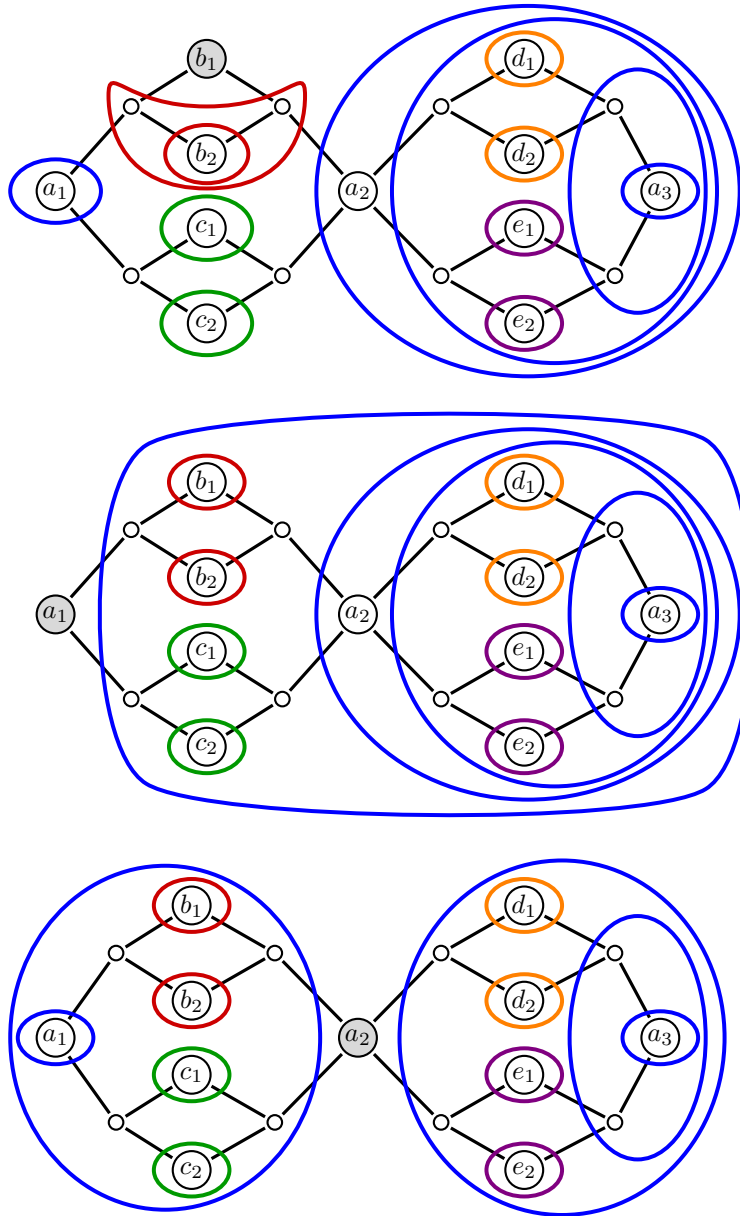 b₁ d₁
b₂ d₂
a₁ a₂ a₃
c₁ e₁
c₂ e₂
b₁ d₁
b₂ d₂
a₁ a₂ a₃
c₁ e₁
c₂ e₂
b₁ d₁
b₂ d₂
a₁ a₂ a₃
c₁ e₁
c₂ e₂